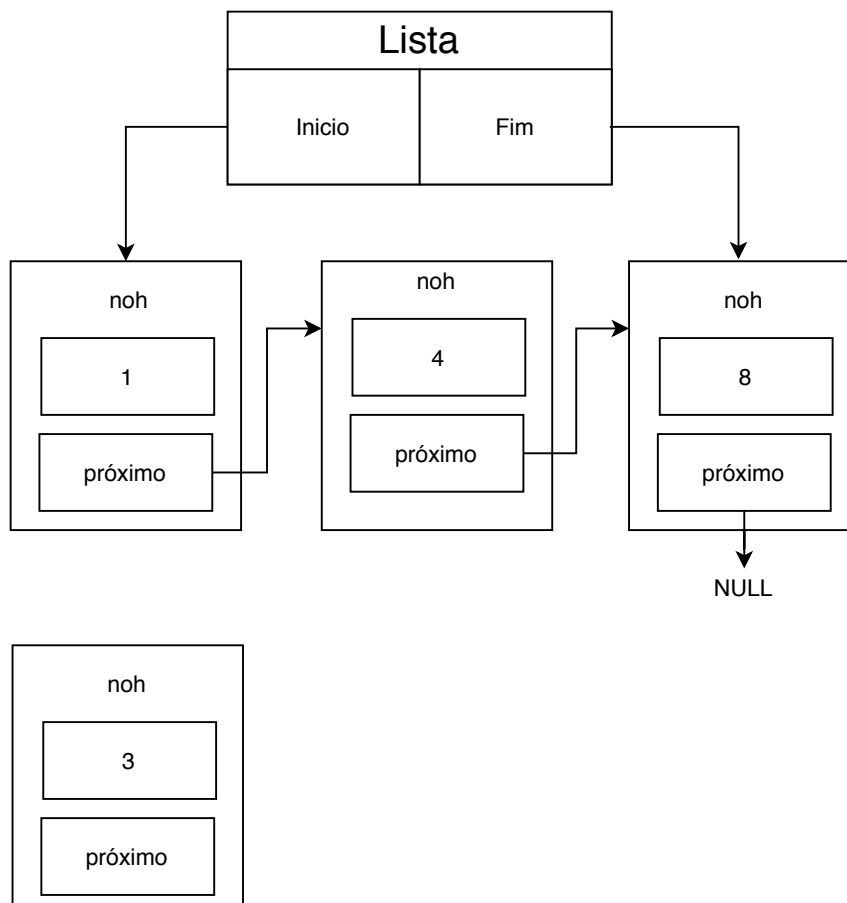 Lista
Inicio
Fim
noh
1
próximo
noh
4
próximo
noh
8
próximo
NULL
noh
3
próximo